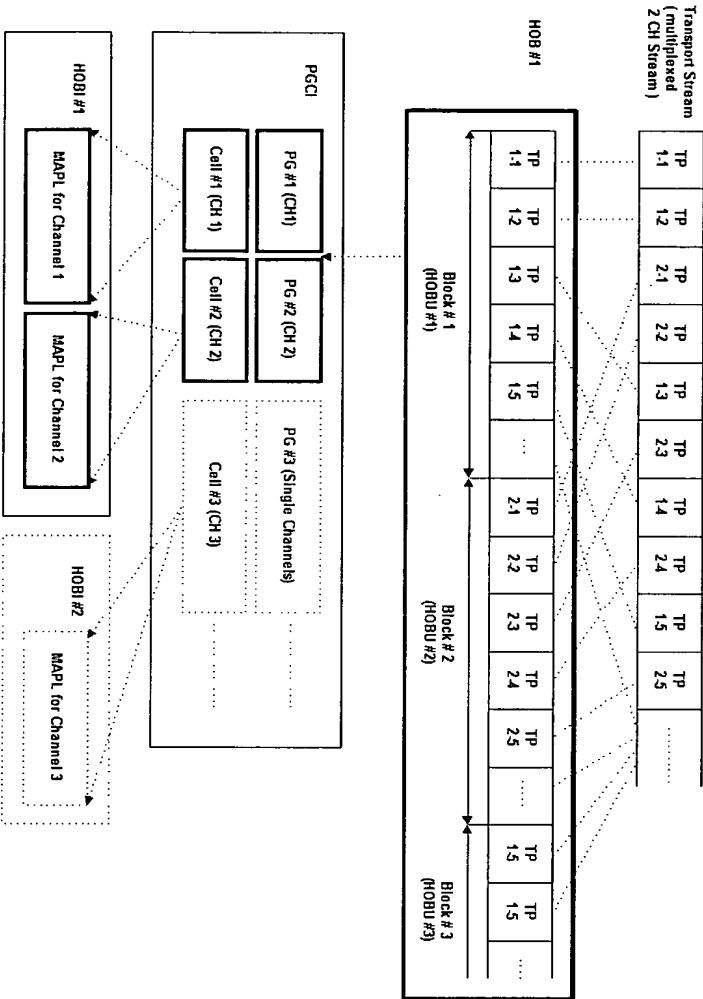 Transport Stream
( multiplexed
2 CH Stream )
TP
1-1
TP
1-2
TP
2-1
TP
2-2
TP
1-3
TP
2-3
TP
1-4
TP
2-4
TP
1-5
TP
2-5
......
HOB #1
TP
1-1
TP
1-2
TP
1-3
TP
1-4
TP
1-5
...
TP
2-1
TP
2-2
TP
2-3
TP
2-4
TP
2-5
......
TP
1-5
TP
1-5
......
Block # 1
(HOBU #1)
Block # 2
(HOBU #2)
Block # 3
(HOBU #3)
PGCI
PG #1 (CH1)
PG #2 (CH 2)
PG #3 (Single Channels)
........
Cell #1 (CH 1)
Cell #2 (CH 2)
Cell #3 (CH 3)
........
HOBI #1
MAPL for Channel 1
MAPL for Channel 2
HOBI #2
MAPL for Channel 3